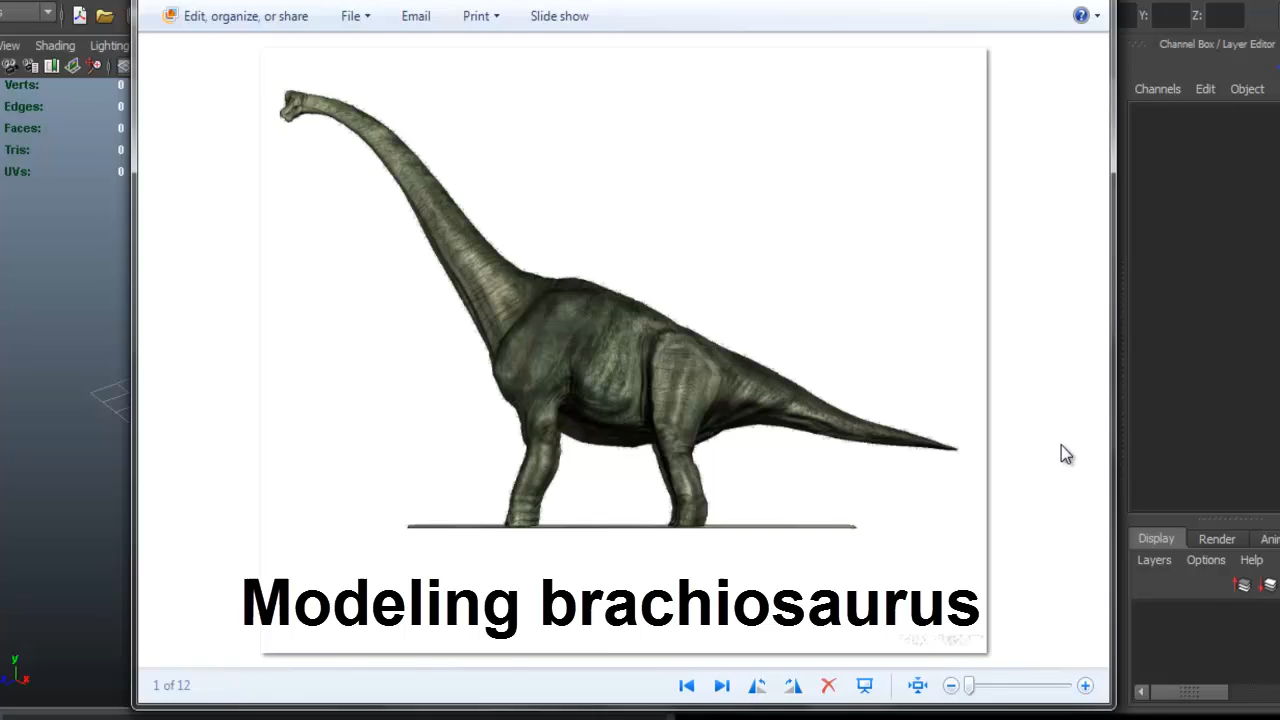 Edit, organize, or share File Email Print Slide show
Y: Z:
View Shading Lighting
Channel Box / Layer Editor
Channels Edit Object
Verts: 0
Edges: 0
Faces: 0
Tris: 0
UVs: 0
Modeling brachiosaurus
Display Render
Layers Options Help
y
x
1 of 12